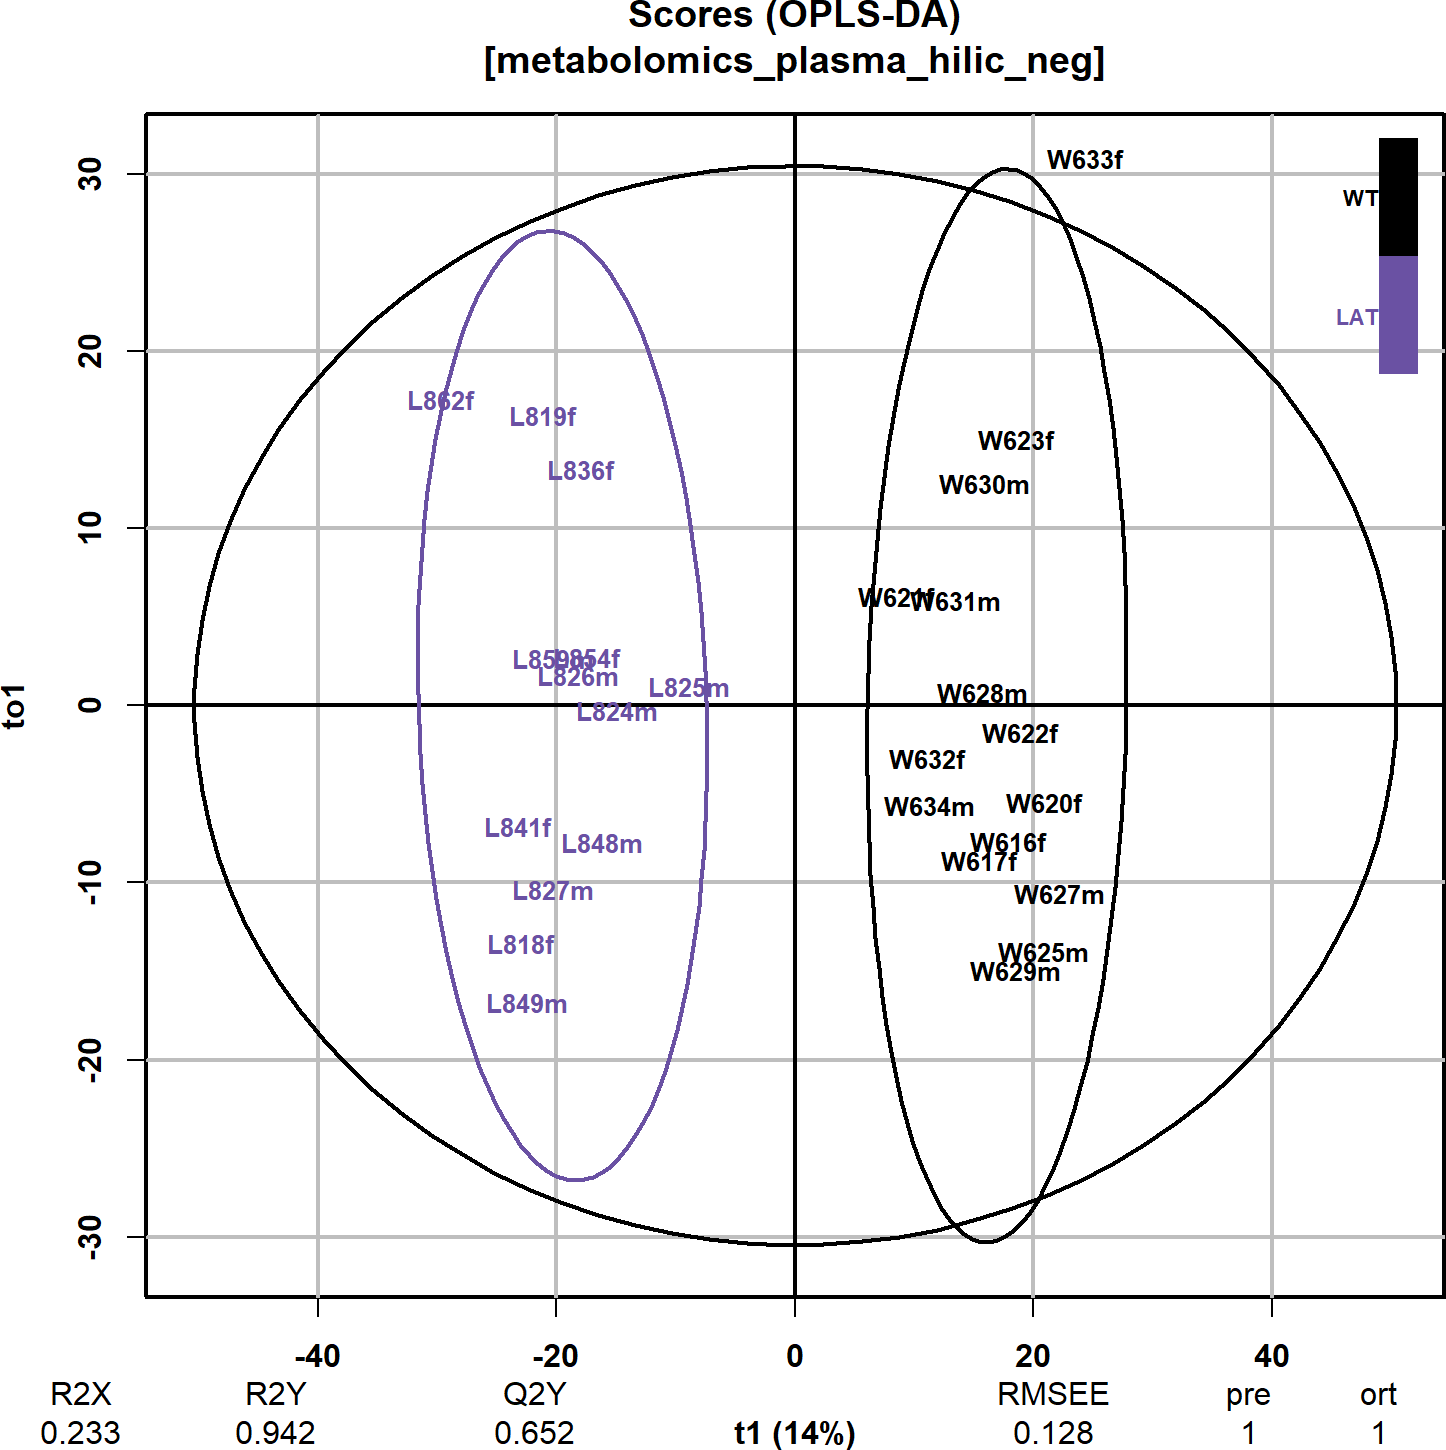 Scores (OPLS-DA)
[metabolomics_plasma_hilic_neg]
W633f
30
WT
LAT
20
L862f
L819f
W623f
L836f
W630m
10
W621f
W631m
L859m
L854f
L826m
L825m
W628m
to1
0
L824m
W622f
W632f
W634m
W620f
L841f
L848m
W616f
W617f
-10
L827m
W627m
L818f
W625m
W629m
L849m
-20
-30
-40 -20 0 20 40
R2X R2Y Q2Y RMSEE pre ort
0.233 0.942 0.652 t1 (14%) 0.128 1 1